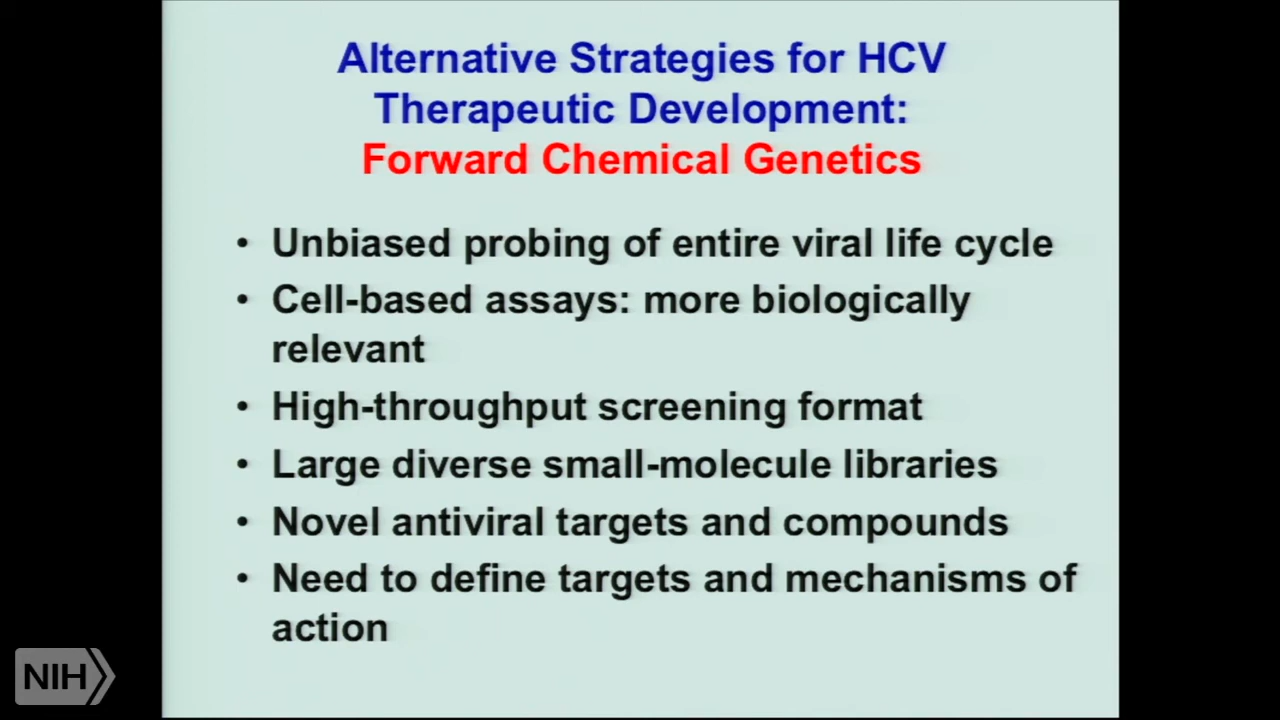 Alternative Strategies for HCV
Therapeutic Development:
Forward Chemical Genetics
• Unbiased probing of entire viral life cycle
• Cell-based assays: more biologically
relevant
• High-throughput screening format
• Large diverse small-molecule libraries
• Novel antiviral targets and compounds
• Need to define targets and mechanisms of
action
NIH